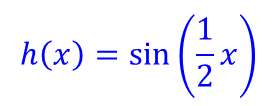 h(x) = sin(1/2 x)